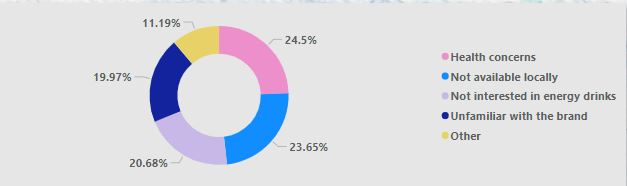 11.19%
24.5%
19.97%
20.68%
23.65%
Health concerns
Not available locally
Not interested in energy drinks
Unfamiliar with the brand
Other